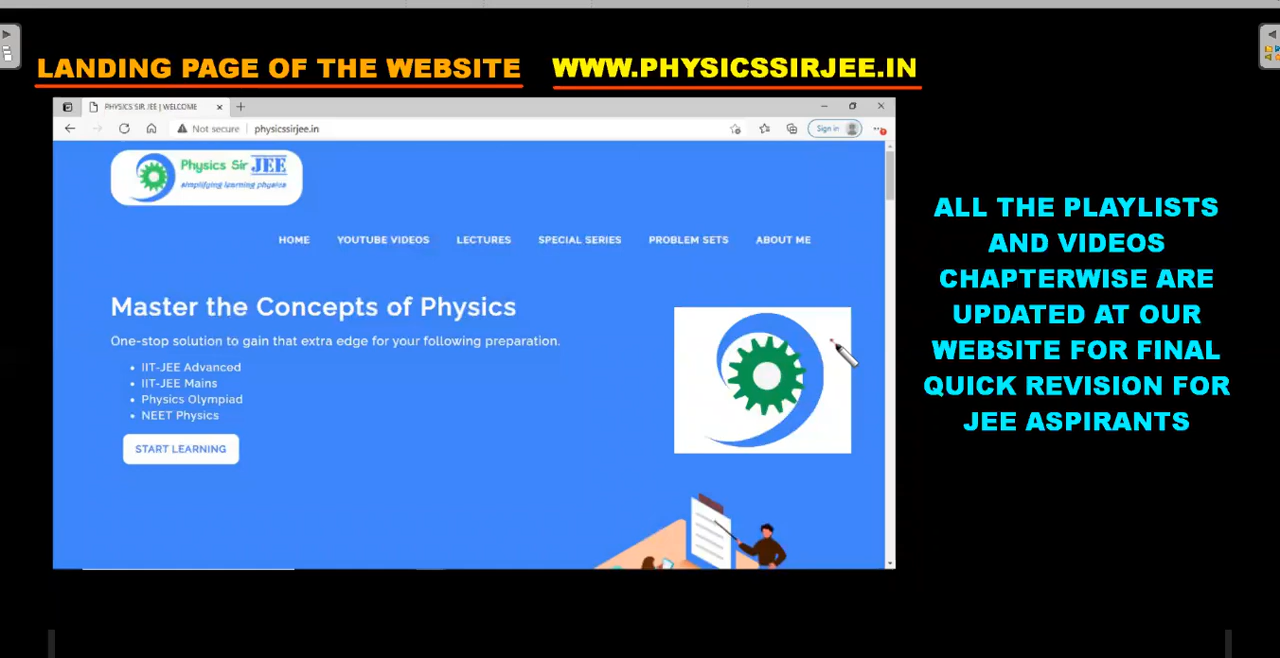 LANDING PAGE OF THE WEBSITE WWW.PHYSICSSIRJEE.IN
PHYSICS SIR JEE | WELCOME
Not secure physicssirjee.in Sign in
Physics Sir JEE
simplifying learning physics
HOME YOUTUBE VIDEOS LECTURES SPECIAL SERIES PROBLEM SETS ABOUT ME
Master the Concepts of Physics
One-stop solution to gain that extra edge for your following preparation.
IIT-JEE Advanced
IIT-JEE Mains
Physics Olympiad
NEET Physics
START LEARNING
ALL THE PLAYLISTS
AND VIDEOS
CHAPTERWISE ARE
UPDATED AT OUR
WEBSITE FOR FINAL
QUICK REVISION FOR
JEE ASPIRANTS